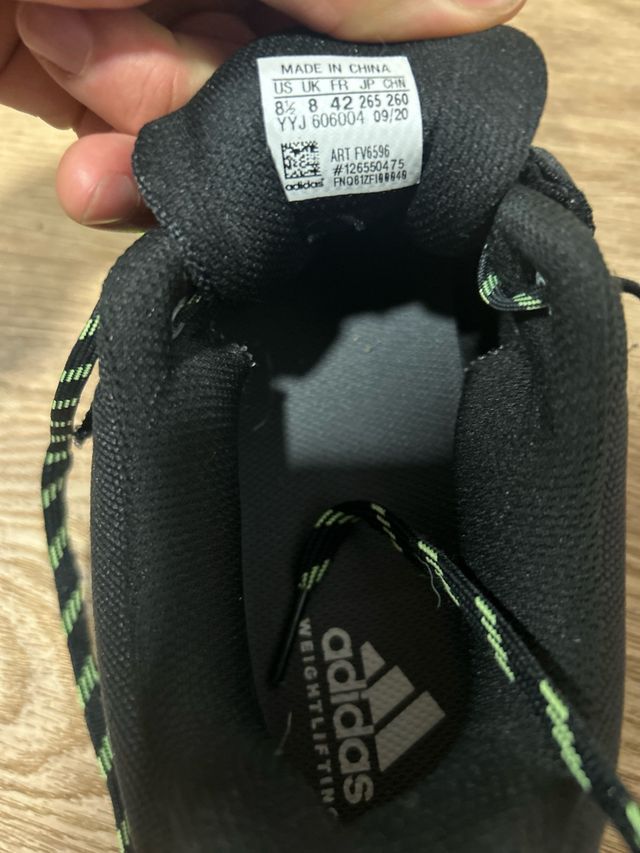 MADE IN CHINA
US UK FR JP CHN
8½ 8 42 265 260
YYJ 606004 09/20
ART FV6596
#126550475
adidas
adidas
WEIGHTLIFTING